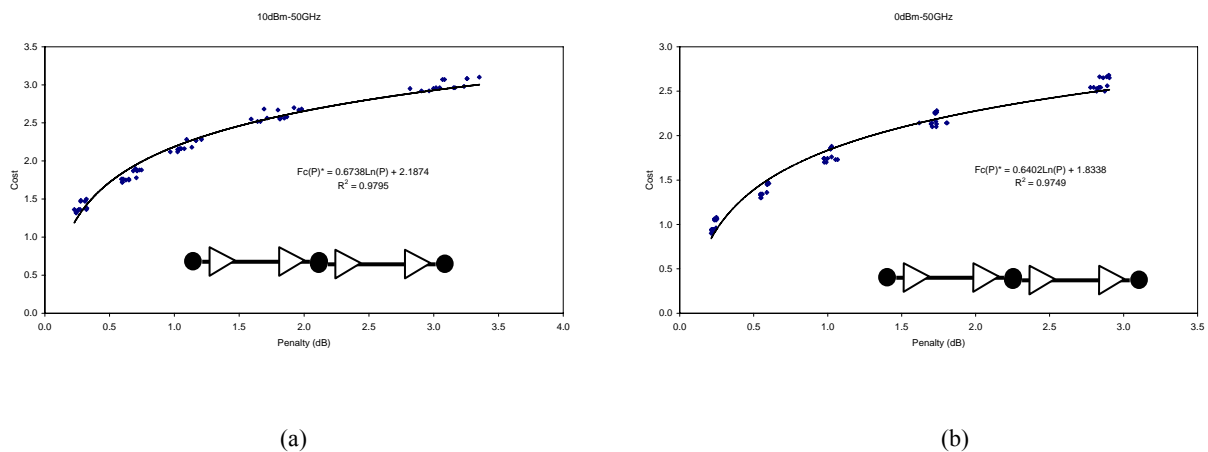 10dBm-50GHz
3.5
3.0
2.5
2.0
1.5
1.0
0.5
0.0
Cost
Fc(P)* = 0.6738Ln(P) + 2.1874
R² = 0.9795
0.0 0.5 1.0 1.5 2.0 2.5 3.0 3.5 4.0
Penalty (dB)
(a)
0dBm-50GHz
3.0
2.5
2.0
1.5
1.0
0.5
0.0
Cost
Fc(P)* = 0.6402Ln(P) + 1.8338
R² = 0.9749
0.0 0.5 1.0 1.5 2.0 2.5 3.0 3.5
Penalty (dB)
(b)